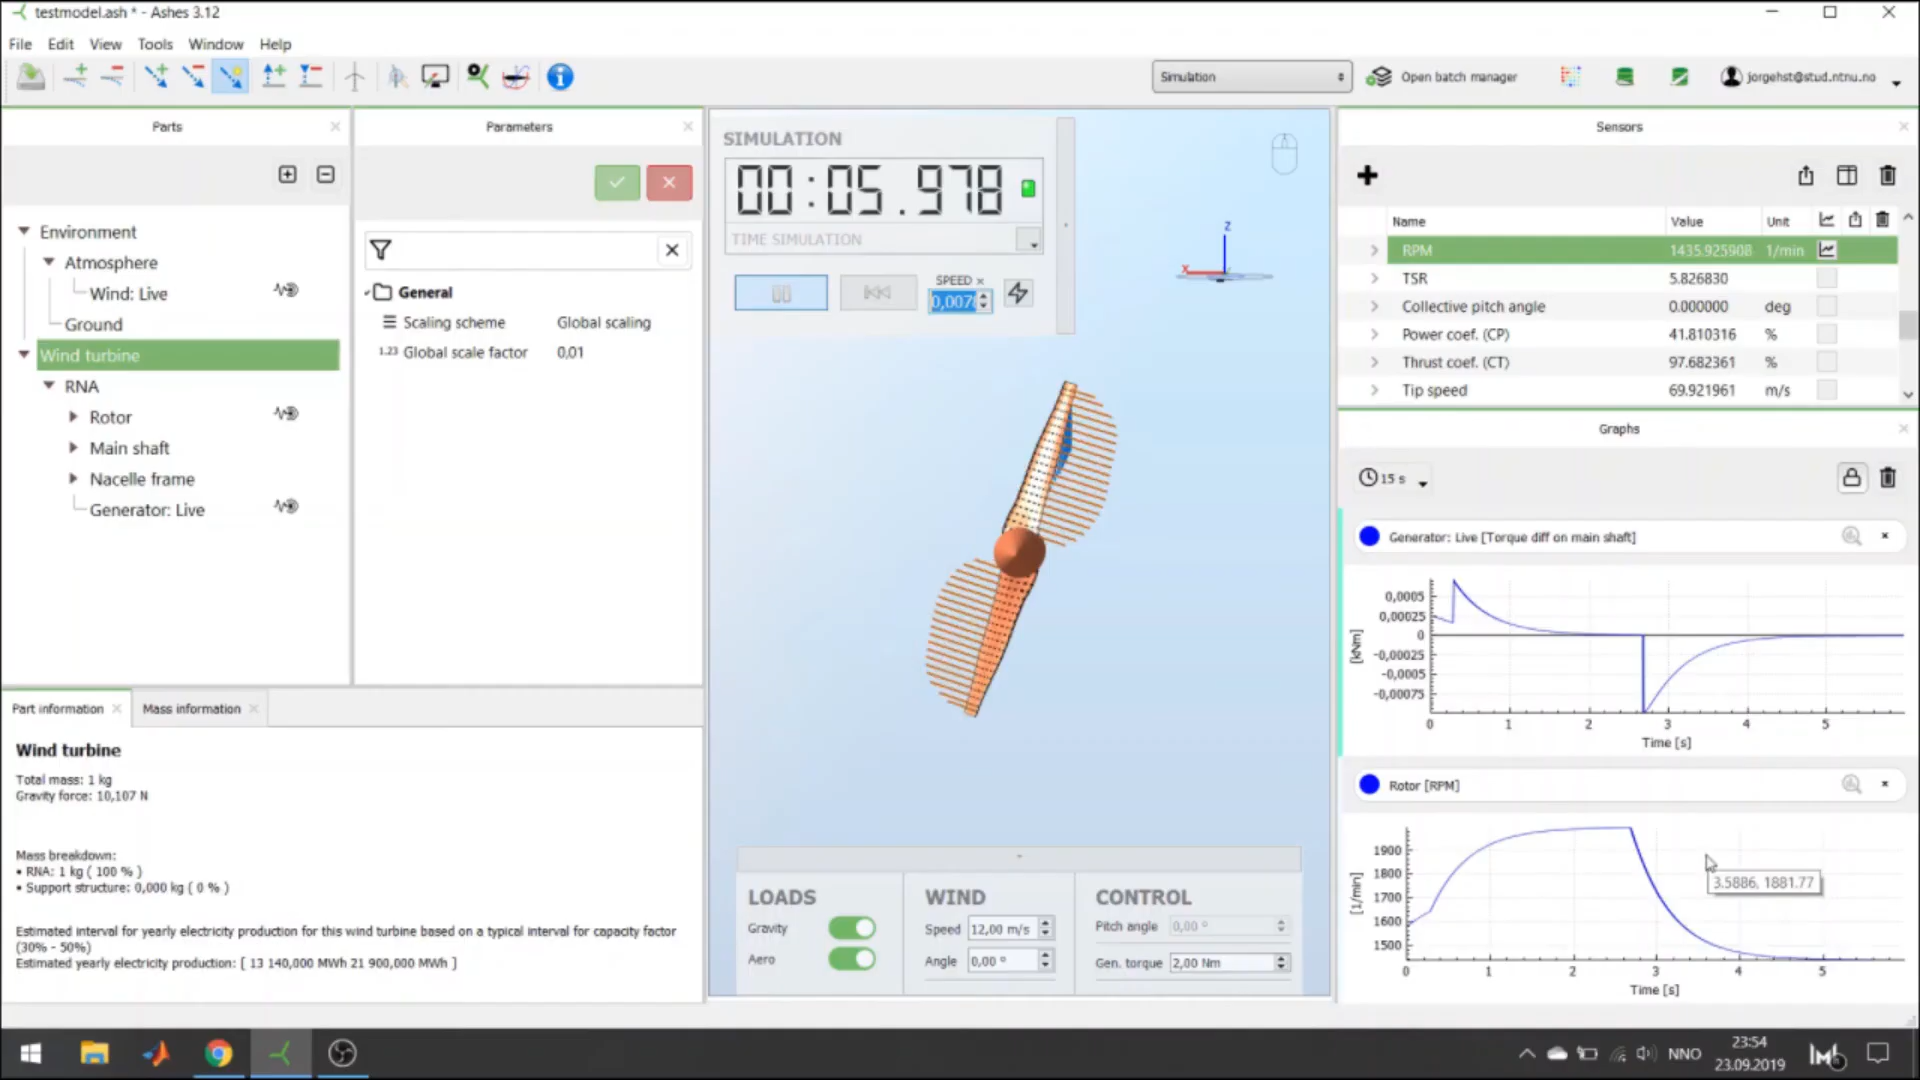 testmodel.ash * - Ashes 3.12
File Edit View Tools Window Help
Simulation
Open batch manager
jorgehst@stud.ntnu.no
Parts
Environment
Atmosphere
Wind: Live
Ground
Wind turbine
RNA
Rotor
Main shaft
Nacelle frame
Generator: Live
Parameters
General
Scaling scheme Global scaling
1.23 Global scale factor 0,01
SIMULATION
00:05.978
TIME SIMULATION
SPEED ×
0,007
z
x
Sensors
Name Value Unit
RPM 1435.925908 1/min
TSR 5.826830
Collective pitch angle 0.000000 deg
Power coef. (CP) 41.810316 %
Thrust coef. (CT) 97.682361 %
Tip speed 69.921961 m/s
Graphs
15 s
Generator: Live [Torque diff on main shaft]
0,0005
0,00025
0
-0,00025
-0,0005
-0,00075
[kNm]
0 1 2 3 4 5
Time [s]
Rotor [RPM]
1900
1800
1700
1600
1500
[1/min]
3.5886, 1881.77
0 1 2 3 4 5
Time [s]
Part information
Mass information
Wind turbine
Total mass: 1 kg
Gravity force: 10,107 N
Mass breakdown:
• RNA: 1 kg ( 100 % )
• Support structure: 0,000 kg ( 0 % )
Estimated interval for yearly electricity production for this wind turbine based on a typical interval for capacity factor
(30% - 50%)
Estimated yearly electricity production: [ 13 140,000 MWh 21 900,000 MWh ]
LOADS
Gravity
Aero
WIND
Speed 12,00 m/s
Angle 0,00 °
CONTROL
Pitch angle 0,00 °
Gen. torque 2,00 Nm
NNO
23:54
23.09.2019